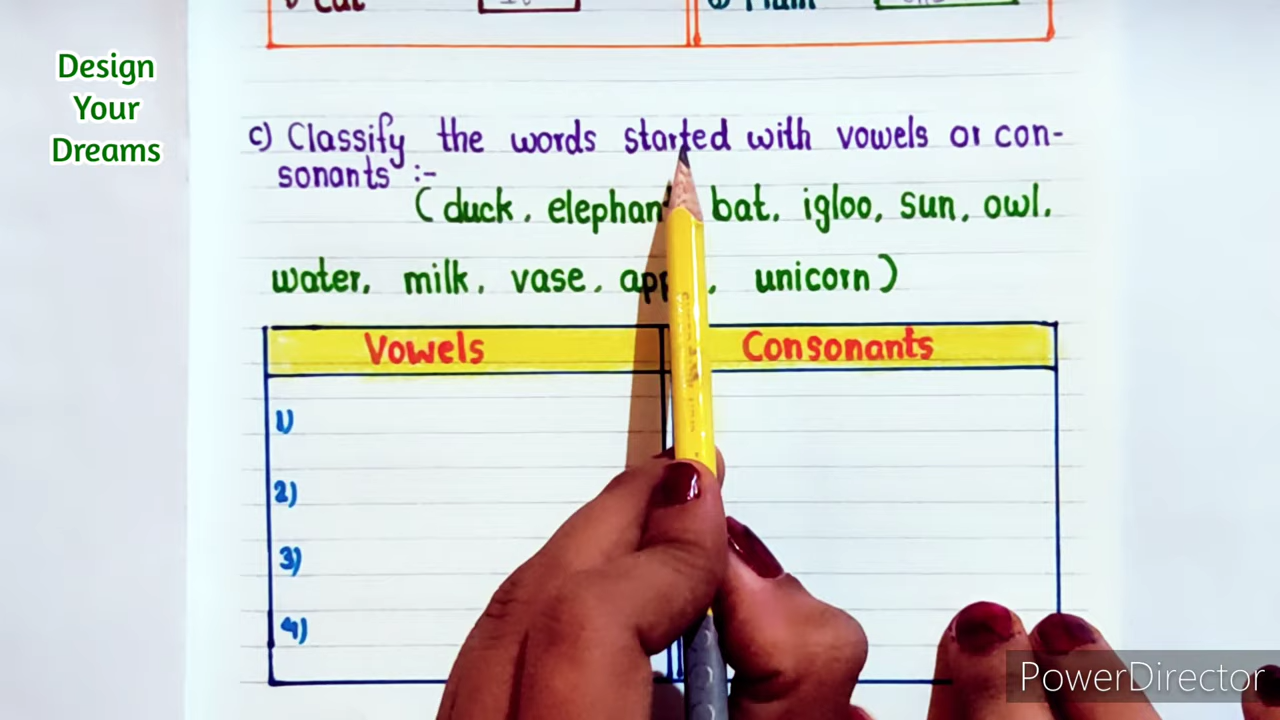 Design
Your
Dreams
c) Classify the words started with vowels or con-
sonants :-
(duck, bat, igloo, sun, owl,
water, milk, vase, unicorn)
Vowels Consonants
1)
2)
3)
4)
PowerDirector